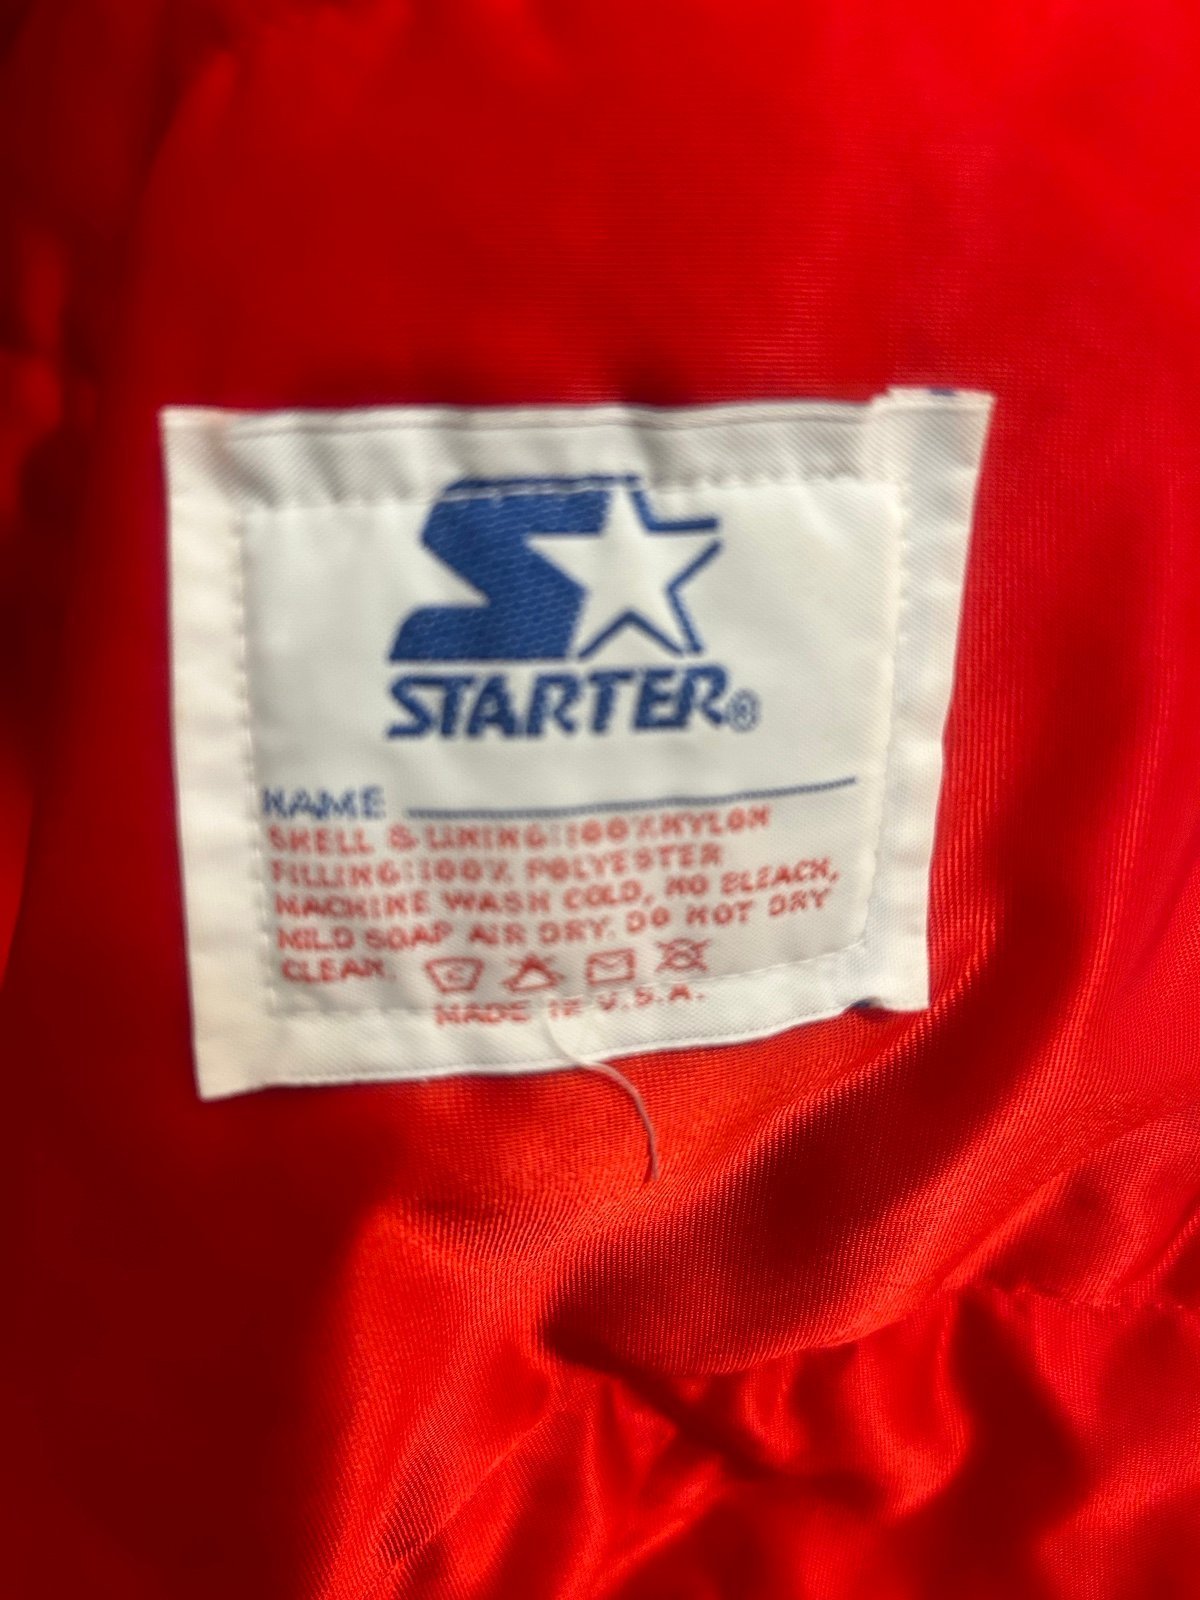 STARTER®
NAME
SHELL & LINING: 100% NYLON
FILLING: 100% POLYESTER
MACHINE WASH COLD, NO BLEACH,
MILD SOAP AIR DRY. DO NOT DRY
CLEAN.
MADE IN U.S.A.